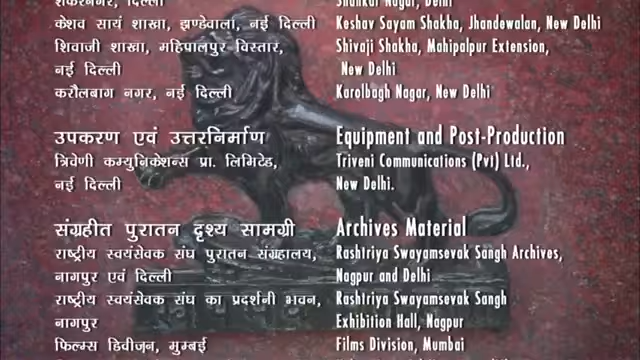 शंकरनगर, दिल्ली Shankar Nagar, Delhi
केशव सायं शाखा, झण्डेवाला, नई दिल्ली Keshav Sayam Shakha, Jhandewalan, New Delhi
शिवाजी शाखा, महिपालपुर विस्तार, Shivaji Shakha, Mahipalpur Extension,
नई दिल्ली New Delhi
करौलबाग नगर, नई दिल्ली Karolbagh Nagar, New Delhi
उपकरण एवं उत्तरनिर्माण Equipment and Post-Production
त्रिवेणी कम्युनिकेशन्स प्रा. लिमिटेड, Triveni Communications (Pvt) Ltd.,
नई दिल्ली New Delhi.
संग्रहीत पुरातन दृश्य सामग्री Archives Material
राष्ट्रीय स्वयंसेवक संघ पुरातन संग्रहालय, Rashtriya Swayamsevak Sangh Archives,
नागपुर एवं दिल्ली Nagpur and Delhi
राष्ट्रीय स्वयंसेवक संघ का प्रदर्शनी भवन, Rashtriya Swayamsevak Sangh
नागपुर Exhibition Hall, Nagpur
फिल्म्स डिवीज़न, मुम्बई Films Division, Mumbai